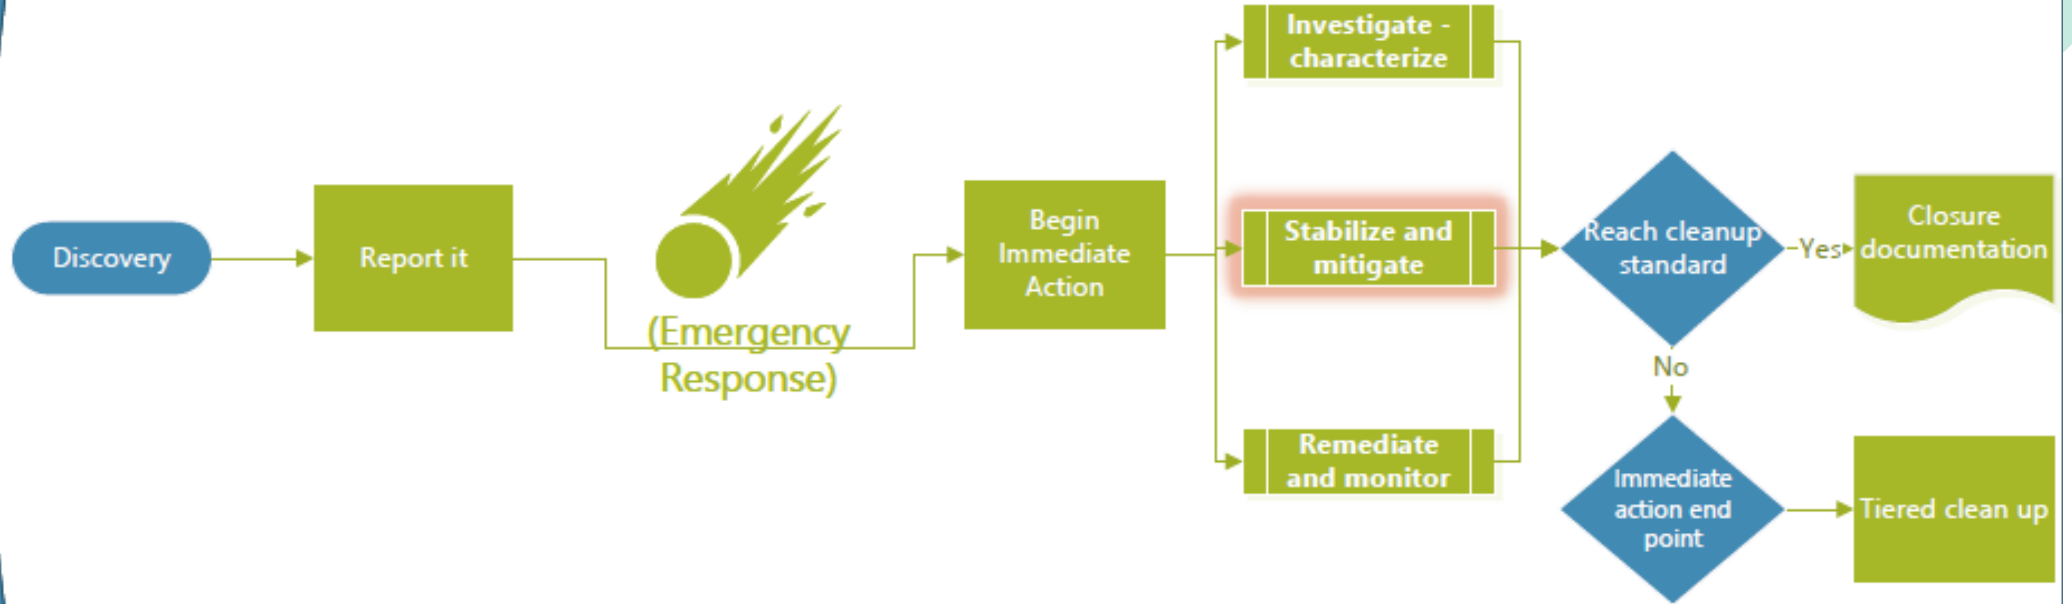 Discovery
Report it
(Emergency
Response)
Begin
Immediate
Action
Investigate -
characterize
Stabilize and
mitigate
Remediate
and monitor
Reach cleanup
standard
Yes
Closure
documentation
No
Immediate
action end
point
Tiered clean up